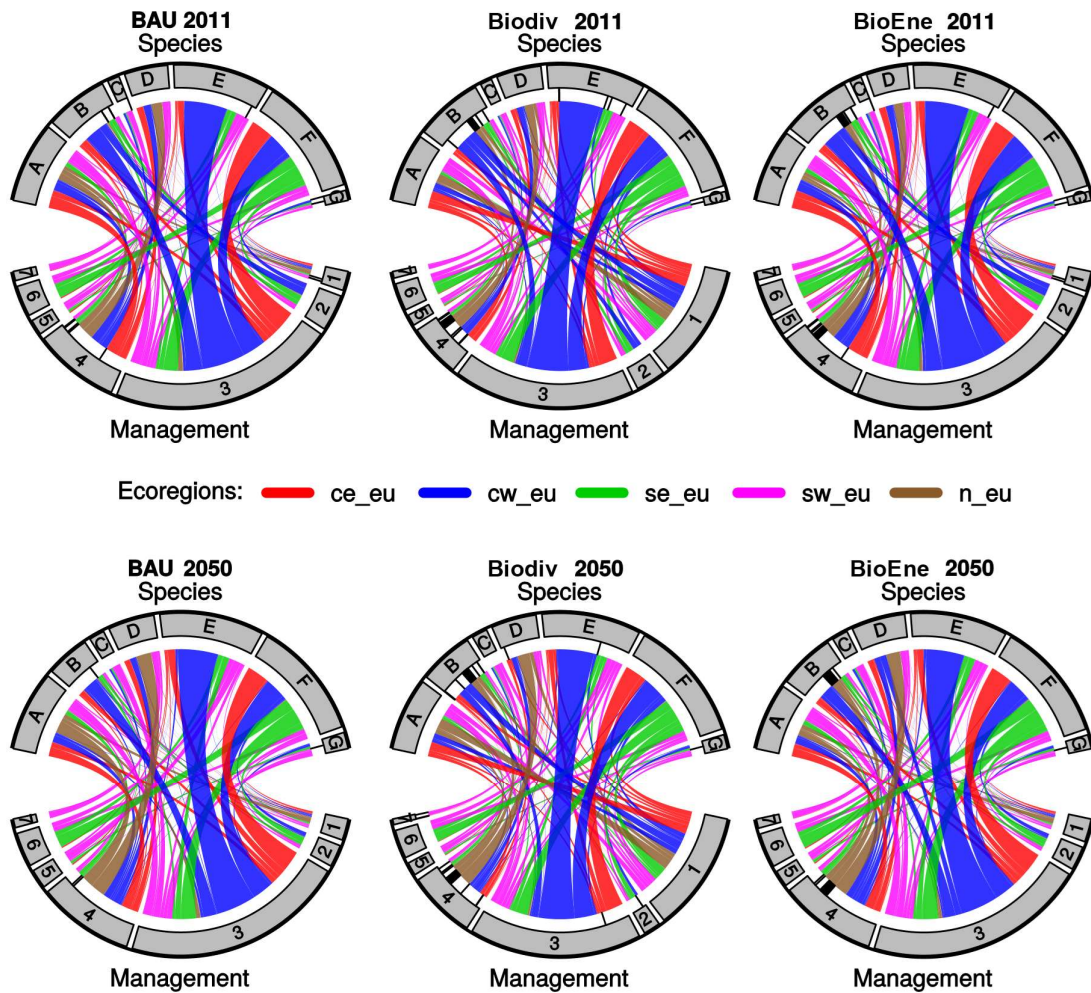 BAU 2011 Biodiv 2011 BioEne 2011
Species Species Species
A B C D E F G A B C D E F G A B C D E F G
7 6 5 4 3 2 1 7 6 5 4 3 2 1 7 6 5 4 3 2 1
Management Management Management
Ecoregions: ce_eu cw_eu se_eu sw_eu n_eu
BAU 2050 Biodiv 2050 BioEne 2050
Species Species Species
A B C D E F G A B C D E F G A B C D E F G
7 6 5 4 3 2 1 7 6 5 4 3 2 1 7 6 5 4 3 2 1
Management Management Management